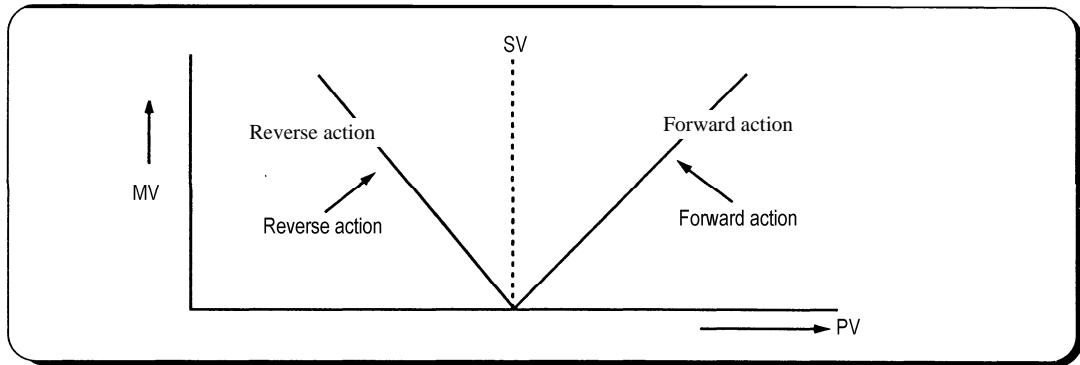 SV
Reverse action
Forward action
MV
Reverse action
Forward action
PV